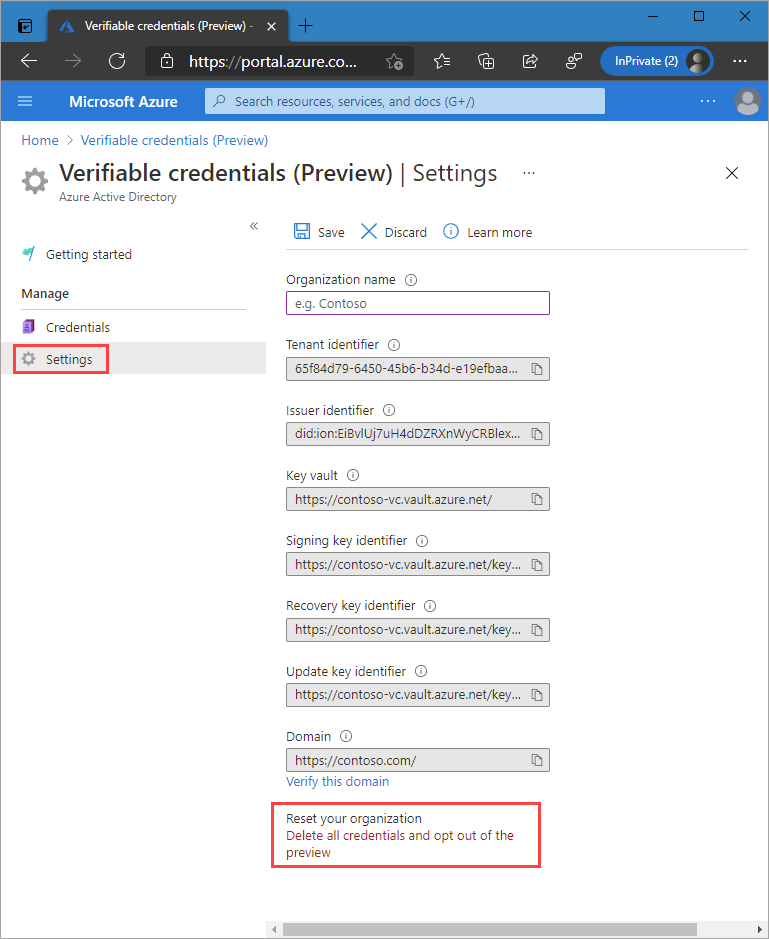 Verifiable credentials (Preview) -
https://portal.azure.co...
InPrivate (2)
Microsoft Azure
Search resources, services, and docs (G+/)
Home > Verifiable credentials (Preview)
Verifiable credentials (Preview) | Settings ...
Azure Active Directory
«
Save
Discard
Learn more
Getting started
Manage
Credentials
Settings
Organization name
e.g. Contoso
Tenant identifier
65f84d79-6450-45b6-b34d-e19efbaa...
Issuer identifier
did:ion:EiBvlUj7uH4dDZRXnWyCRBlex...
Key vault
https://contoso-vc.vault.azure.net/
Signing key identifier
https://contoso-vc.vault.azure.net/key...
Recovery key identifier
https://contoso-vc.vault.azure.net/key...
Update key identifier
https://contoso-vc.vault.azure.net/key...
Domain
https://contoso.com/
Verify this domain
Reset your organization
Delete all credentials and opt out of the
preview